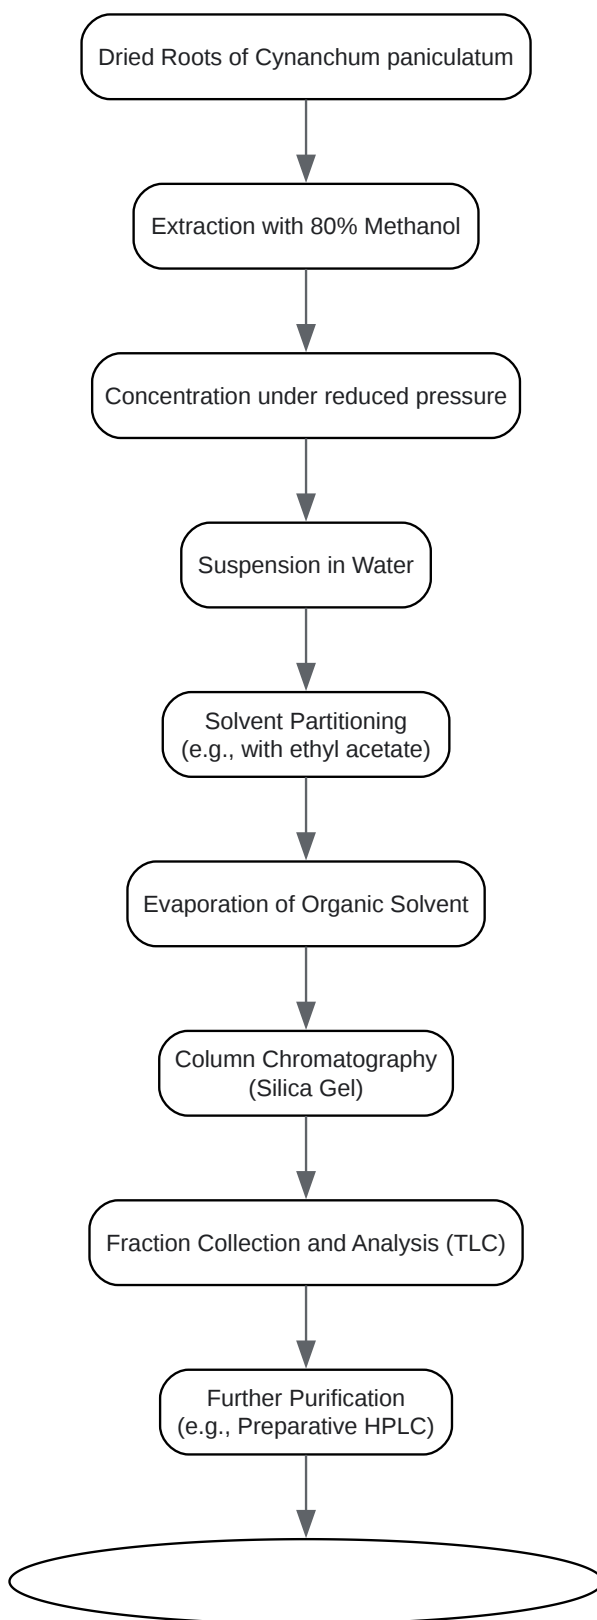 Dried Roots of Cynanchum paniculatum
Extraction with 80% Methanol
Concentration under reduced pressure
Suspension in Water
Solvent Partitioning
(e.g., with ethyl acetate)
Evaporation of Organic Solvent
Column Chromatography
(Silica Gel)
Fraction Collection and Analysis (TLC)
Further Purification
(e.g., Preparative HPLC)